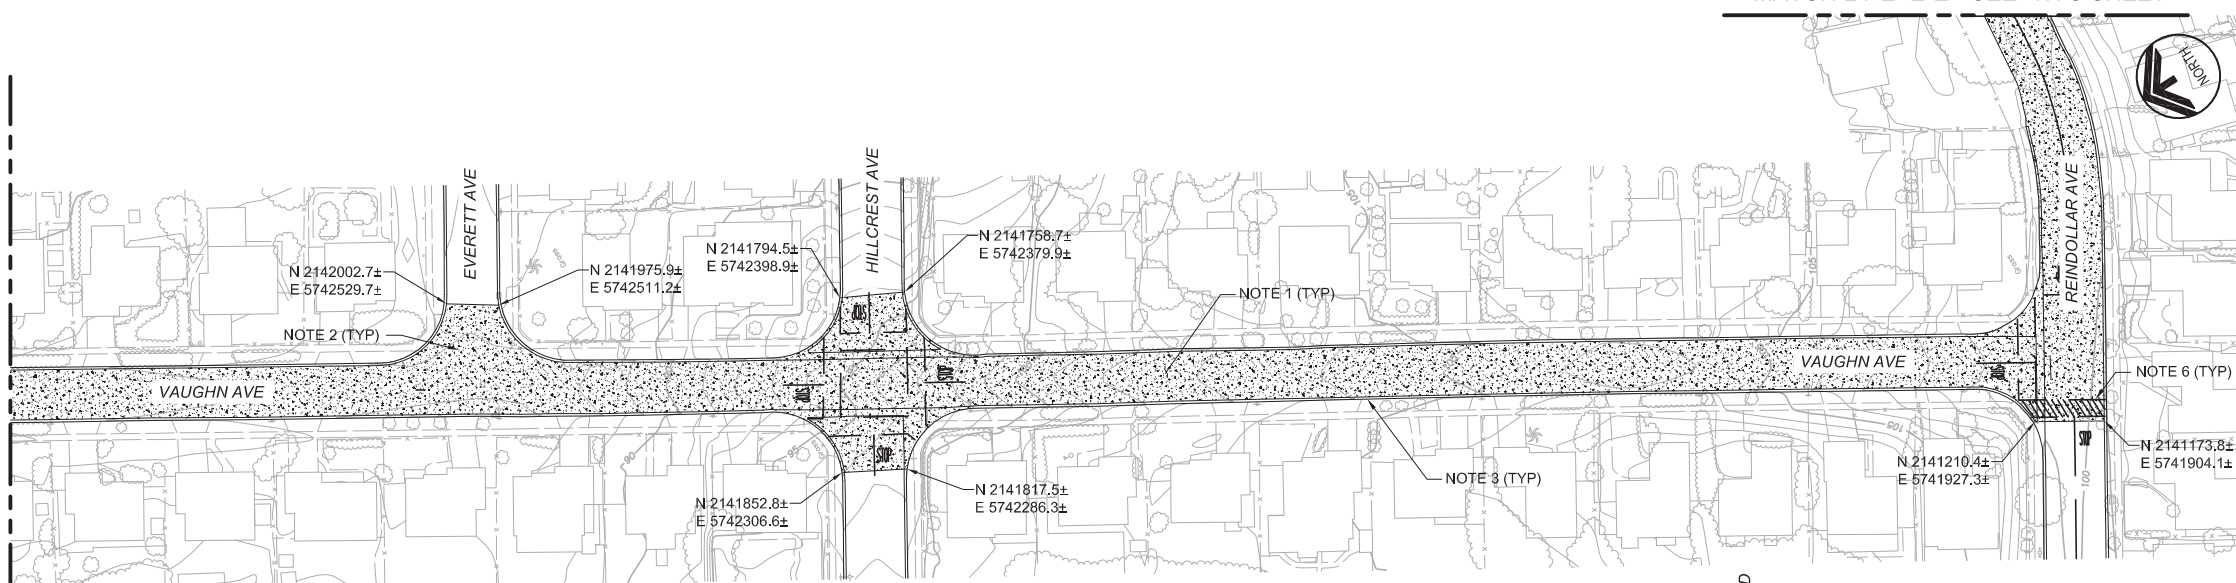 NORTH
EVERETT AVE
HILLCREST AVE
REINDOLLAR AVE
N 2142002.7±
E 5742529.7±
N 2141975.9±
E 5742511.2±
N 2141794.5±
E 5742398.9±
N 2141758.7±
E 5742379.9±
NOTE 1 (TYP)
NOTE 2 (TYP)
VAUGHN AVE
VAUGHN AVE
NOTE 6 (TYP)
STOP
STOP
STOP
STOP
STOP
STOP
N 2141852.8±
E 5742306.6±
N 2141817.5±
E 5742286.3±
NOTE 3 (TYP)
N 2141210.4±
E 5741927.3±
N 2141173.8±
E 5741904.1±
105
105
105
100
90
Grass
Grass